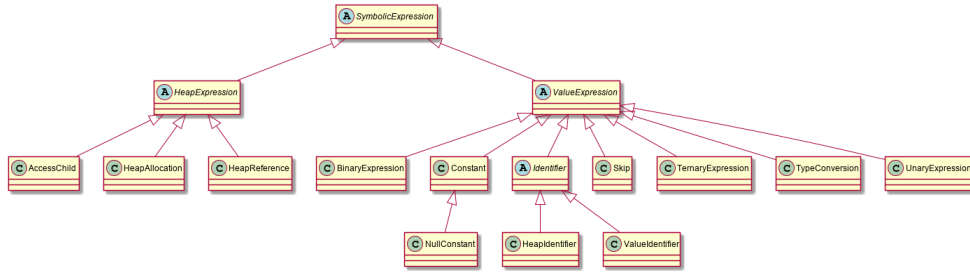 A SymbolicExpression
A HeapExpression
A ValueExpression
C AccessChild
C HeapAllocation
C HeapReference
C BinaryExpression
C Constant
A Identifier
C Skip
C TernaryExpression
C TypeConversion
C UnaryExpression
C NullConstant
C HeapIdentifier
C ValueIdentifier